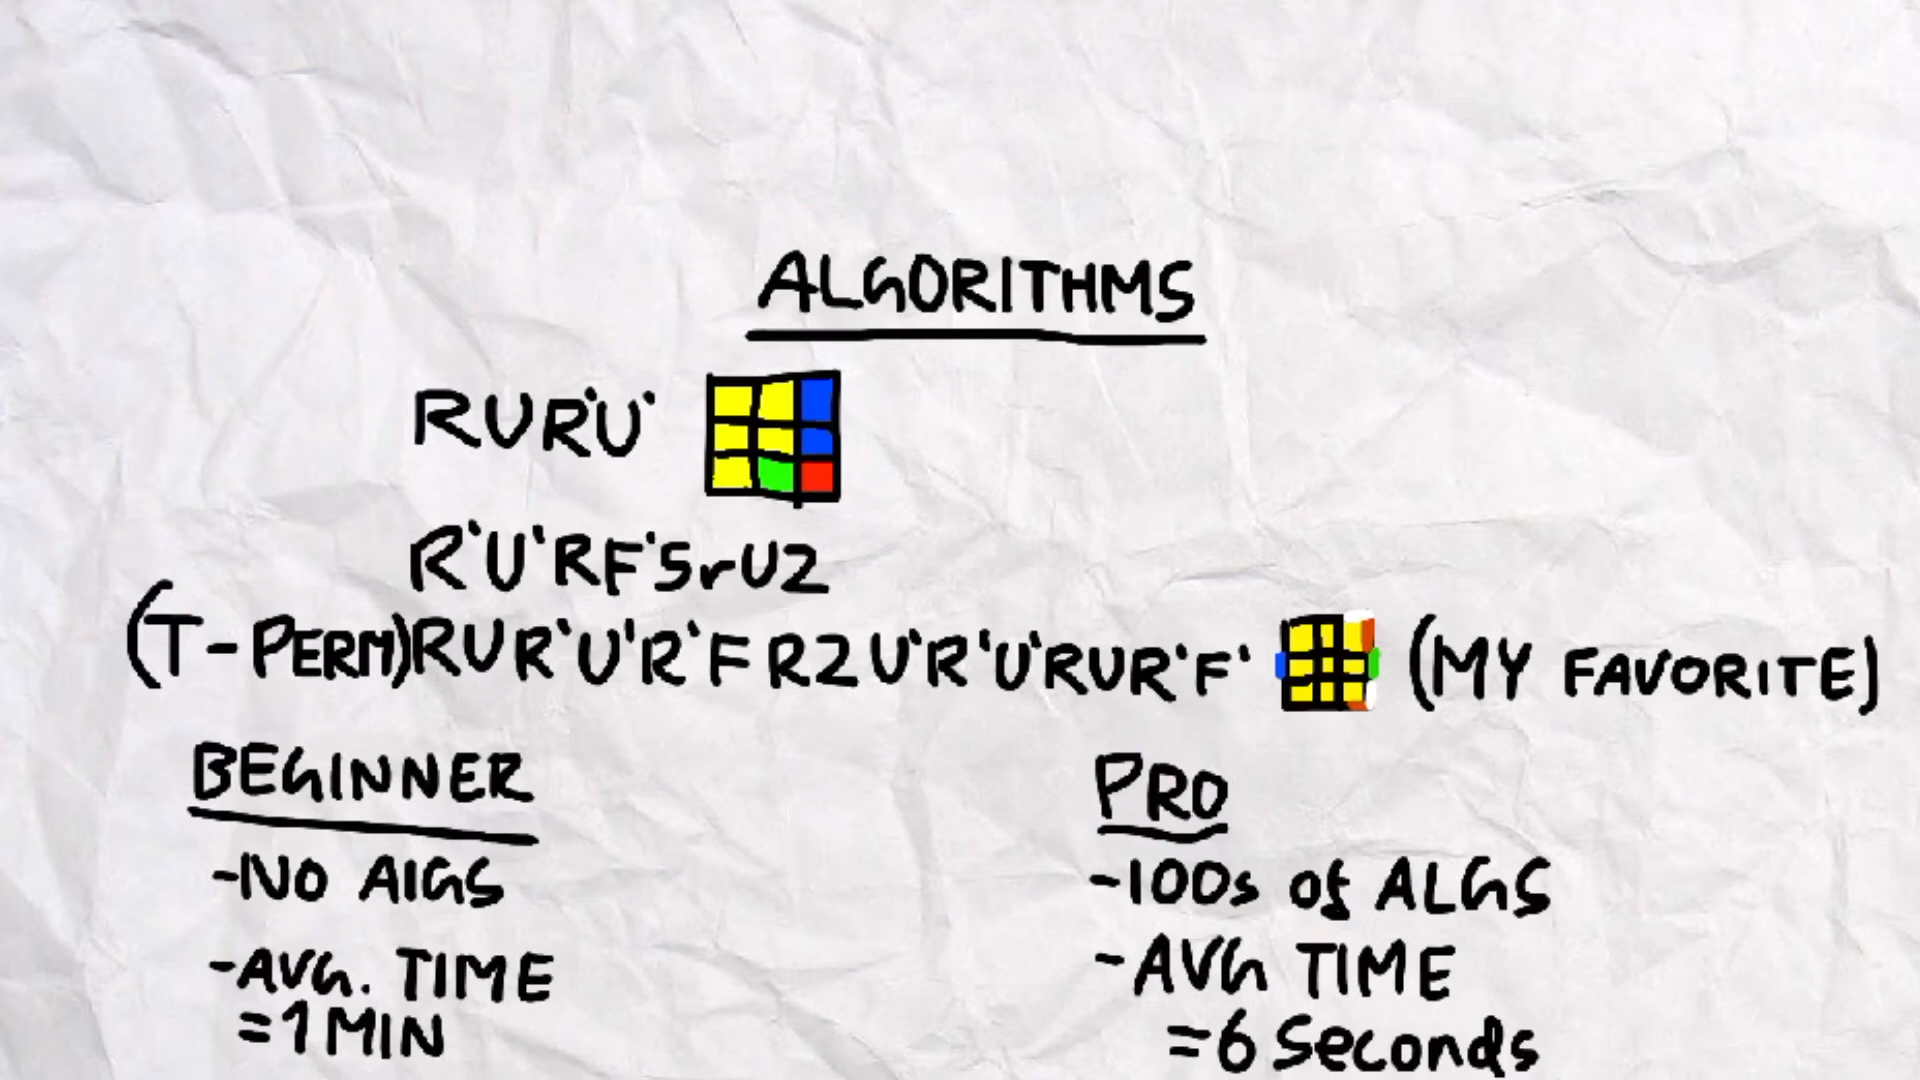 ALGORITHMS
RUR'U'
R'U'RF'SrU2
(T-PERM)RUR'U'R'FR2U'R'U'RUR'F' (MY FAVORITE)
BEGINNER
-NO AlGS
-AVG. TIME
=1MIN
PRO
-100s of ALGS
-AVG TIME
=6 Seconds